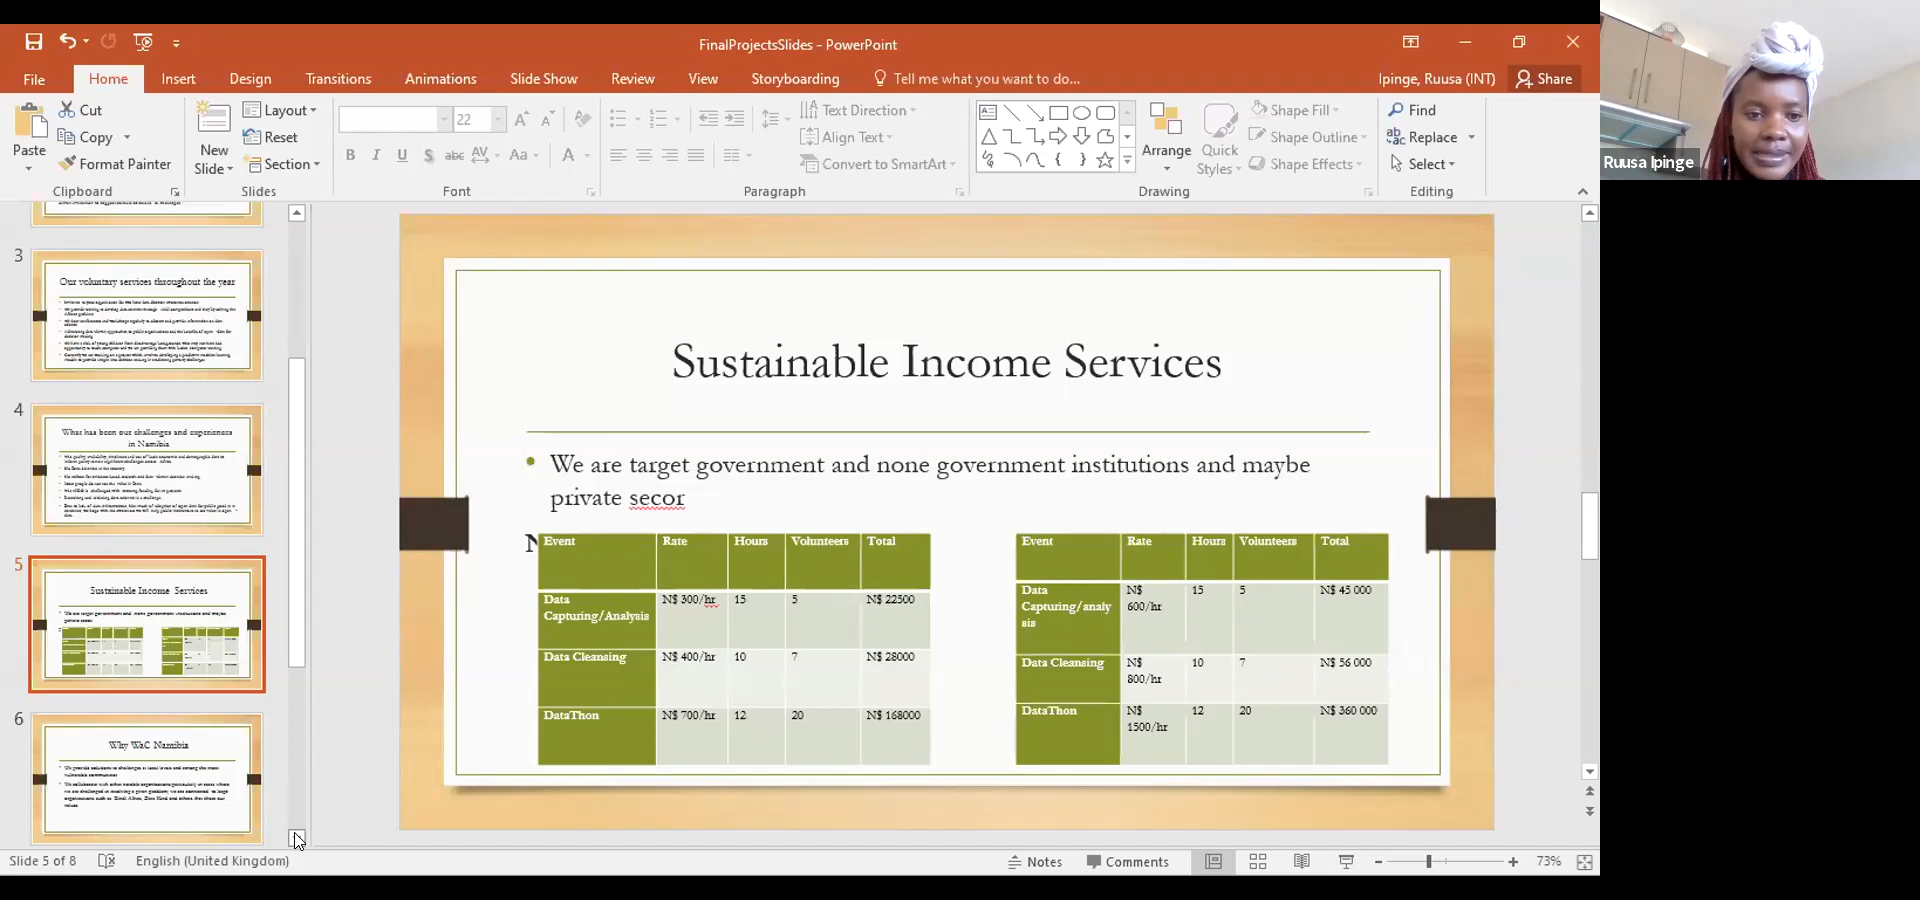 FinalProjectsSlides - PowerPoint
File Home Insert Design Transitions Animations Slide Show Review View Storyboarding Tell me what you want to do... Ipinge, Ruusa (INT) Share
Paste
Cut
Copy
Format Painter
Clipboard
New
Slide
Layout
Reset
Section
Slides
22
B I U S abc AV Aa A
Font
Text Direction
Align Text
Convert to SmartArt
Paragraph
Arrange
Quick
Styles
Shape Fill
Shape Outline
Shape Effects
Drawing
Find
Replace
Select
Editing
Ruusa Ipinge
3
Our voluntary services throughout the year
4
What has been our challenges and experiences
in Namibia
5
Sustainable Income Services
6
Why WaC Namibia
Sustainable Income Services
• We are target government and none government institutions and maybe
private secor
N
Event Rate Hours Volunteers Total
Data
Capturing/Analysis
N$ 300/hr 15 5 N$ 22500
Data Cleansing N$ 400/hr 10 7 N$ 28000
DataThon N$ 700/hr 12 20 N$ 168000
Event Rate Hours Volunteers Total
Data
Capturing/analy
sis
N$
600/hr
15 5 N$ 45 000
Data Cleansing
N$
800/hr
10 7 N$ 56 000
DataThon
N$
1500/hr
12 20 N$ 360 000
Slide 5 of 8 English (United Kingdom) Notes Comments 73%